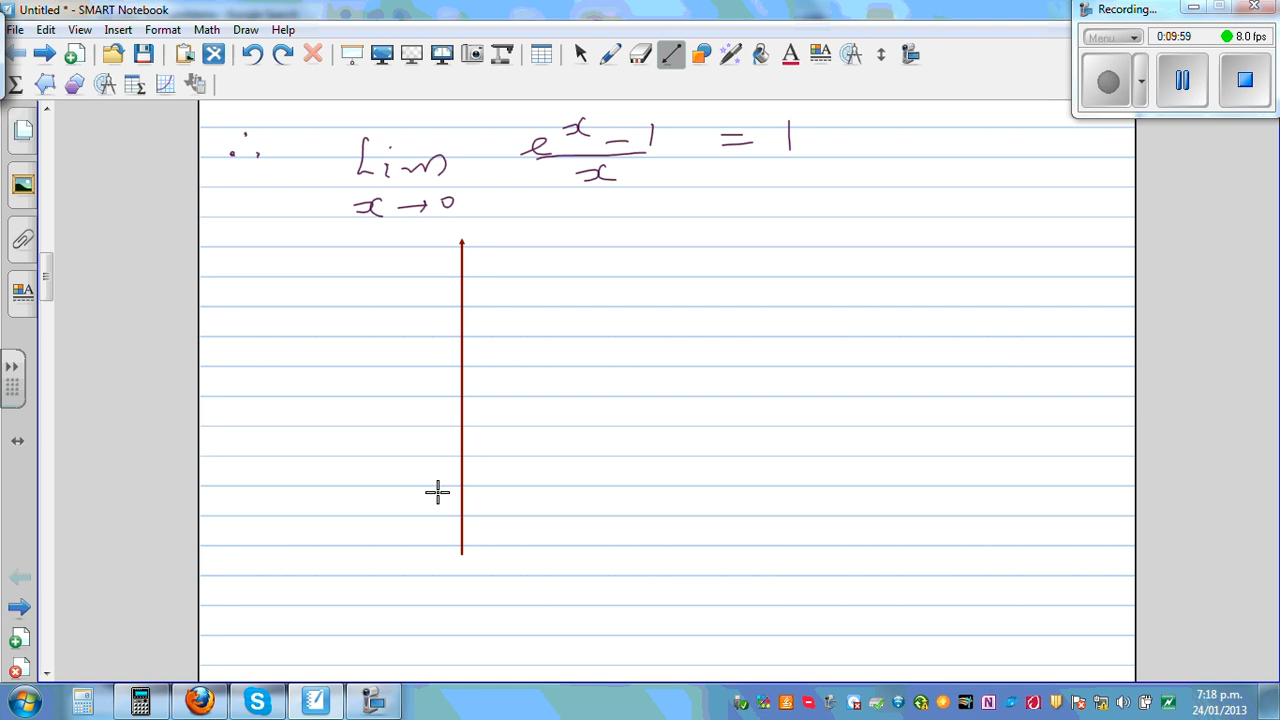 Untitled * - SMART Notebook
Recording...
File Edit View Insert Format Math Draw Help
Menu 0:09:59 8.0 fps
∴ Lim e^x - 1 / x = 1
x → 0
7:18 p.m.
24/01/2013